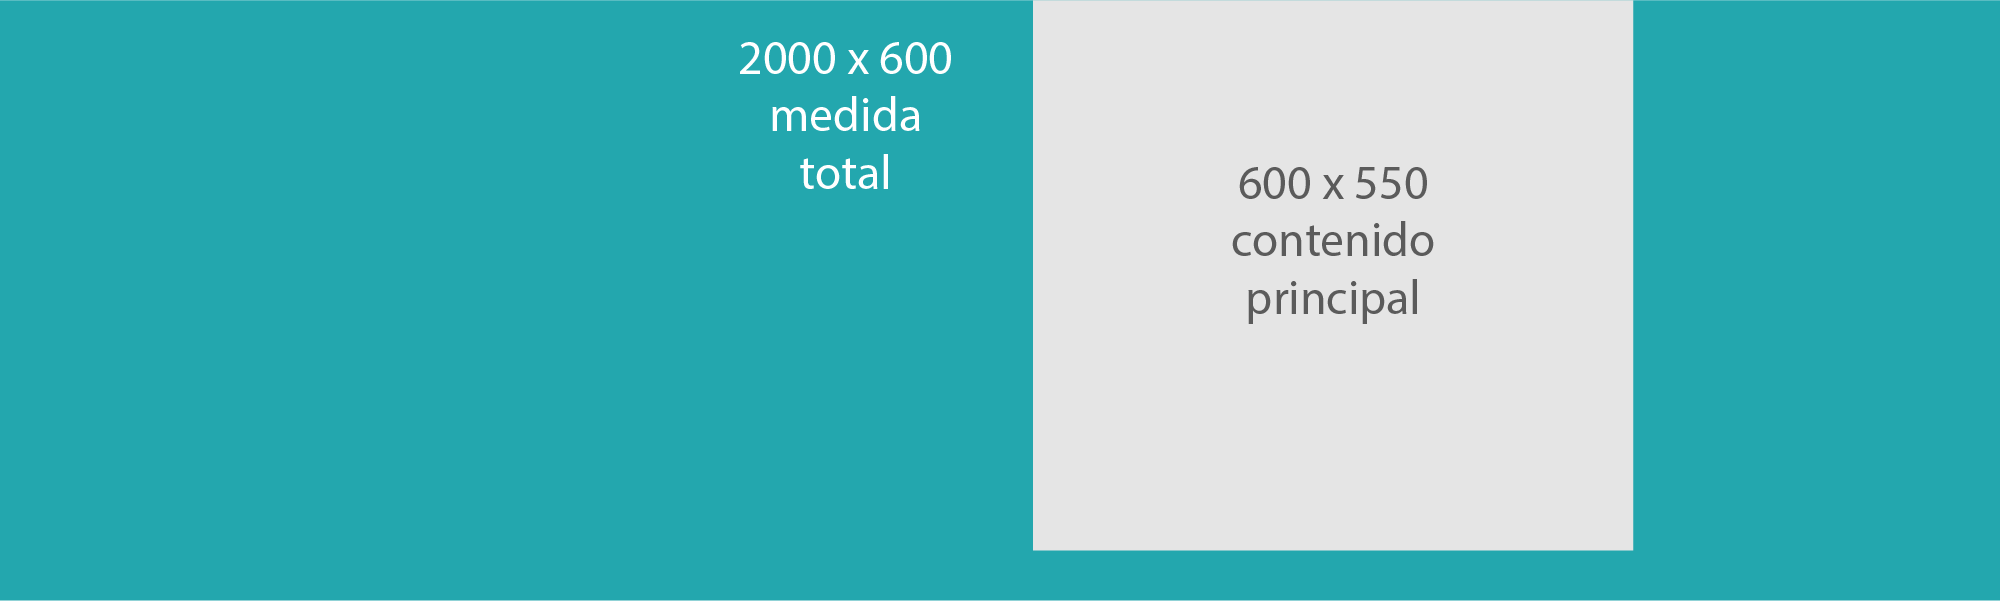 2000 x 600
medida
total
600 x 550
contenido
principal